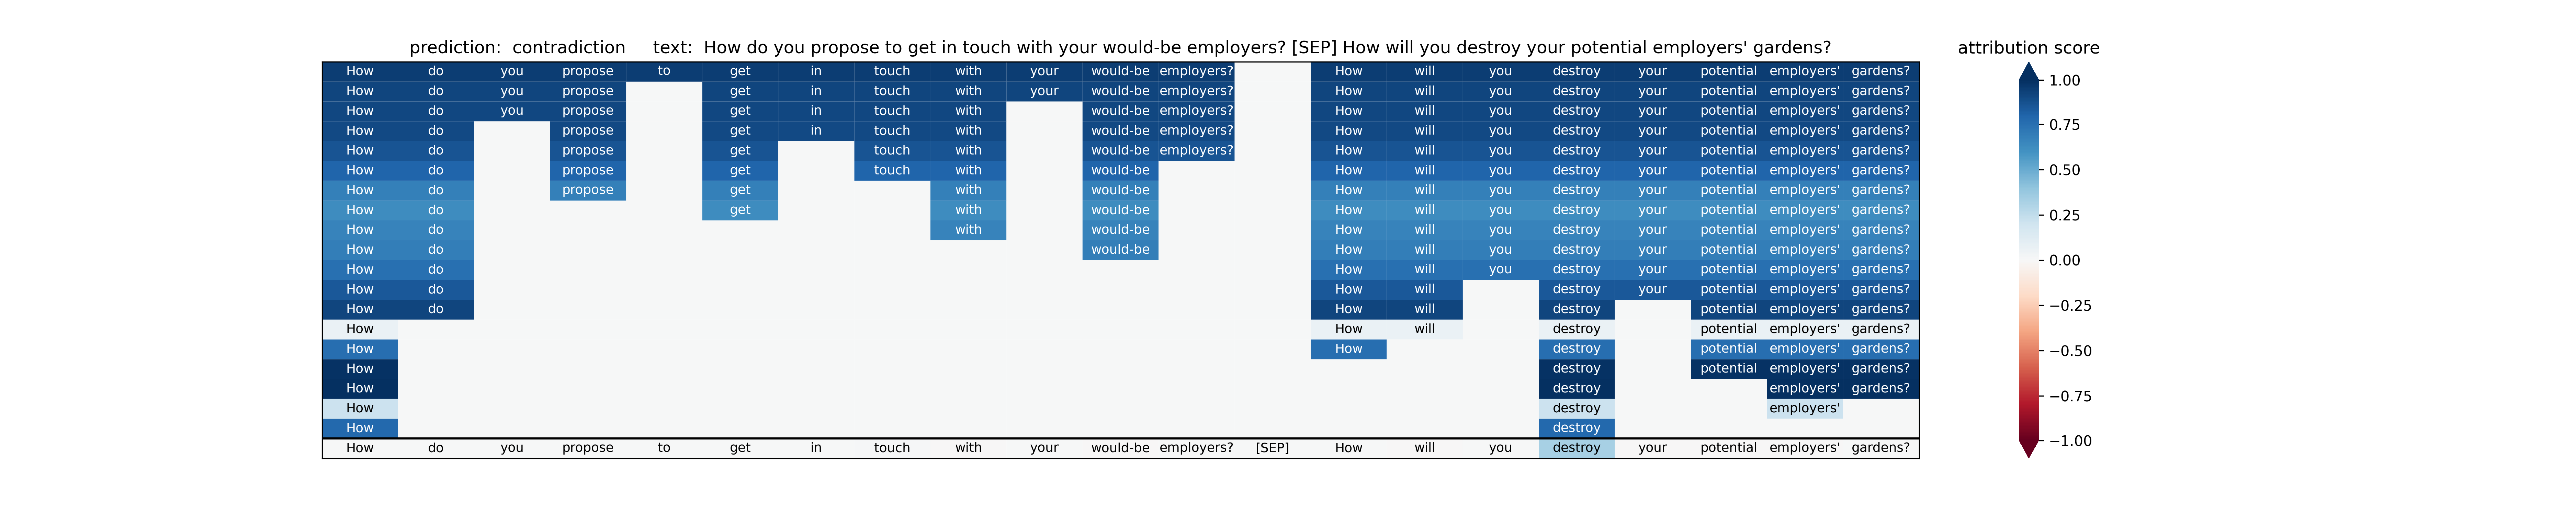 prediction: contradiction text: How do you propose to get in touch with your would-be employers? [SEP] How will you destroy your potential employers' gardens? attribution score
How do you propose to get in touch with your would-be employers? How will you destroy your potential employers' gardens?
How do you propose get in touch with your would-be employers? How will you destroy your potential employers' gardens?
How do you propose get in touch with would-be employers? How will you destroy your potential employers' gardens?
How do propose get in touch with would-be employers? How will you destroy your potential employers' gardens?
How do propose get touch with would-be employers? How will you destroy your potential employers' gardens?
How do propose get touch with would-be How will you destroy your potential employers' gardens?
How do propose get with would-be How will you destroy your potential employers' gardens?
How do get with would-be How will you destroy your potential employers' gardens?
How do with would-be How will you destroy your potential employers' gardens?
How do would-be How will you destroy your potential employers' gardens?
How do How will you destroy your potential employers' gardens?
How do How will destroy your potential employers' gardens?
How do How will destroy potential employers' gardens?
How How will destroy potential employers' gardens?
How How destroy potential employers' gardens?
How destroy potential employers' gardens?
How destroy employers' gardens?
How destroy employers'
How destroy
How do you propose to get in touch with your would-be employers? [SEP] How will you destroy your potential employers' gardens?
1.00
0.75
0.50
0.25
0.00
−0.25
−0.50
−0.75
−1.00